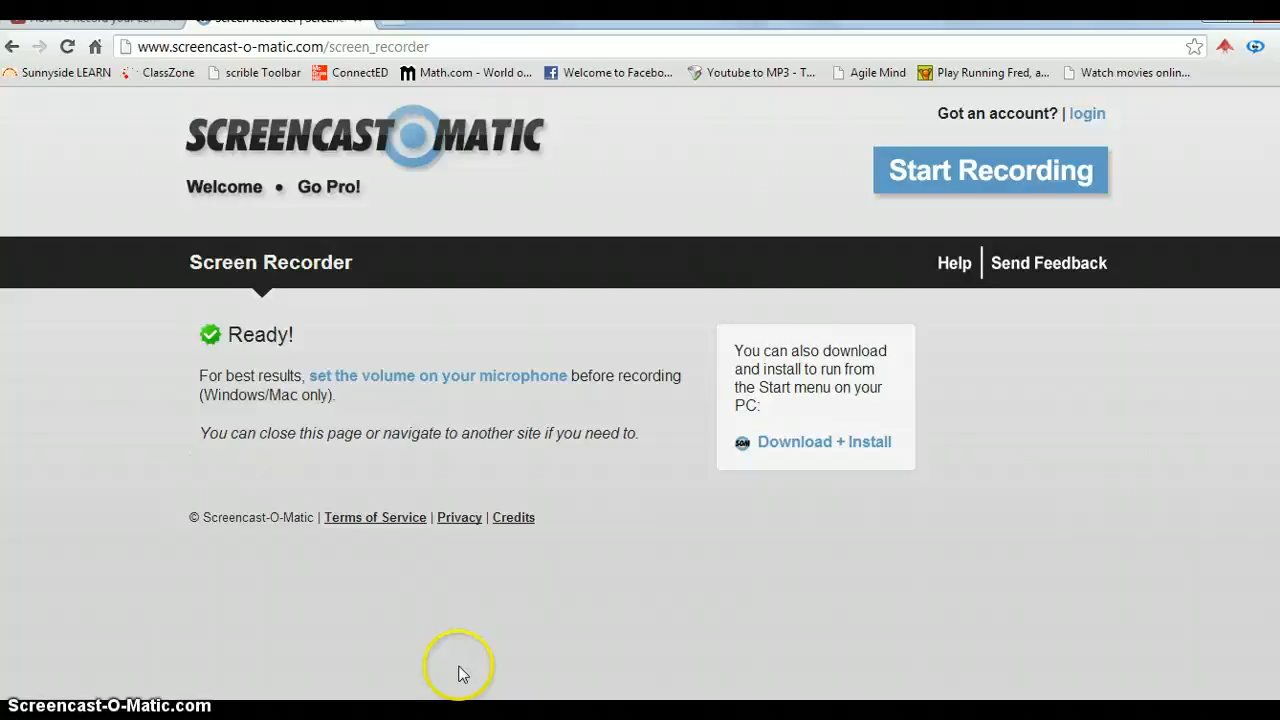 Screen Recorder | Screenc
www.screencast-o-matic.com/screen_recorder
Sunnyside LEARN ClassZone scrible Toolbar ConnectED Math.com - World o... Welcome to Facebo... Youtube to MP3 - T... Agile Mind Play Running Fred, a... Watch movies onlin...
SCREENCAST O MATIC
Got an account? | login
Start Recording
Welcome • Go Pro!
Screen Recorder
Help | Send Feedback
Ready!
For best results, set the volume on your microphone before recording
(Windows/Mac only).
You can close this page or navigate to another site if you need to.
You can also download
and install to run from
the Start menu on your
PC:
SOM Download + Install
© Screencast-O-Matic | Terms of Service | Privacy | Credits
Screencast-O-Matic.com